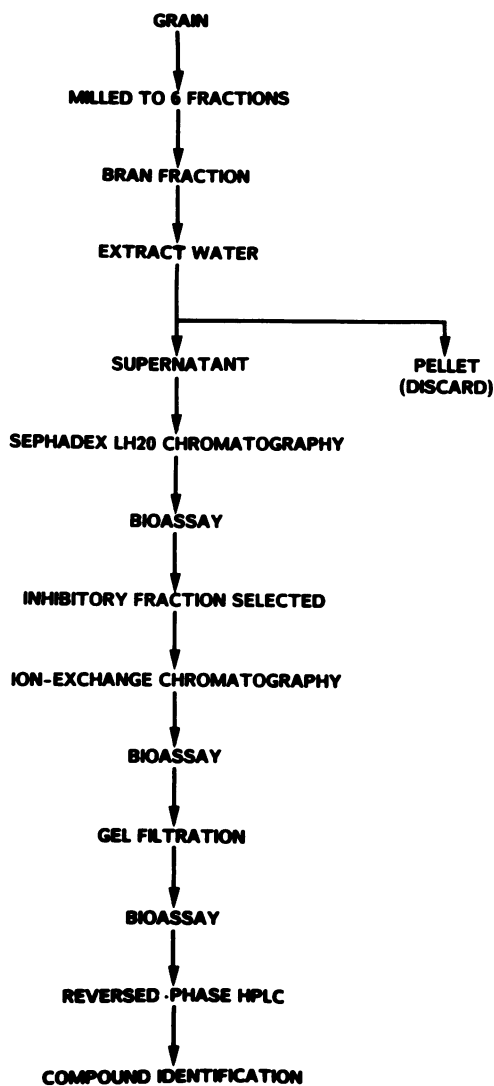 GRAIN
MILLED TO 6 FRACTIONS
BRAN FRACTION
EXTRACT WATER
SUPERNATANT
PELLET
(DISCARD)
SEPHADEX LH20 CHROMATOGRAPHY
BIOASSAY
INHIBITORY FRACTION SELECTED
ION-EXCHANGE CHROMATOGRAPHY
BIOASSAY
GEL FILTRATION
BIOASSAY
REVERSED-PHASE HPLC
COMPOUND IDENTIFICATION